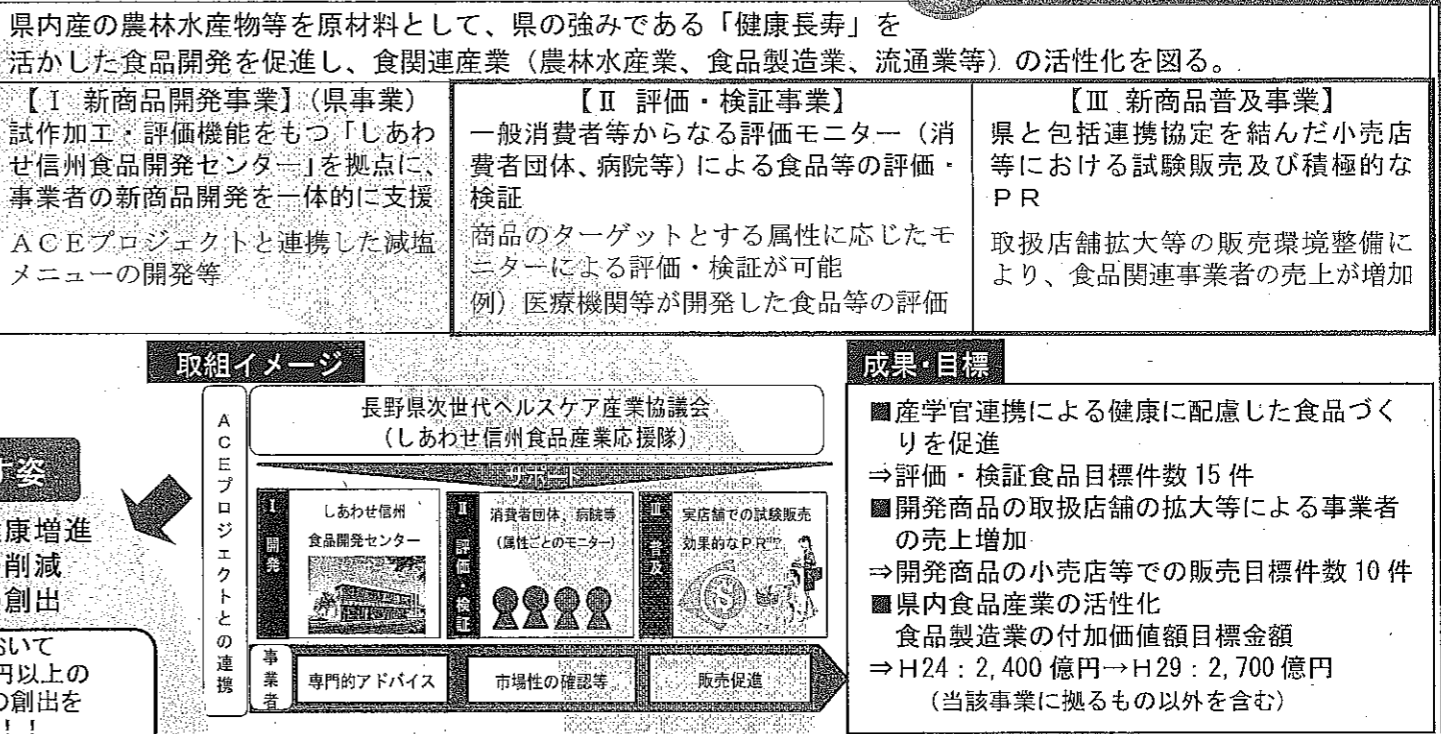 県内産の農林水産物等を原材料として、県の強みである「健康長寿」を
活かした食品開発を促進し、食関連産業（農林水産業、食品製造業、流通業等）の活性化を図る。
【Ⅰ 新商品開発事業】（県事業）
試作加工・評価機能をもつ「しあわ
せ信州食品開発センター」を拠点に、
事業者の新商品開発を一体的に支援
ＡＣＥプロジェクトと連携した減塩
メニューの開発等
【Ⅱ 評価・検証事業】
一般消費者等からなる評価モニター（消
費者団体、病院等）による食品等の評価・
検証
商品のターゲットとする属性に応じたモ
ニターによる評価・検証が可能
例）医療機関等が開発した食品等の評価
【Ⅲ 新商品普及事業】
県と包括連携協定を結んだ小売店
等における試験販売及び積極的な
ＰＲ
取扱店舗拡大等の販売環境整備に
より、食品関連事業者の売上が増加
取組イメージ
ＡＣＥプロジェクトとの連携
長野県次世代ヘルスケア産業協議会
（しあわせ信州食品産業応援隊）
サポート
Ⅰ 開発
しあわせ信州
食品開発センター
Ⅱ 評価・検証
消費者団体、病院等
（属性ごとのモニター）
Ⅲ 普及
実店舗での試験販売
効果的なＰＲ
事業者
専門的アドバイス
市場性の確認等
販売促進
す姿
康増進
削減
創出
おいて
円以上の
の創出を
！！
成果・目標
■産学官連携による健康に配慮した食品づく
りを促進
⇒評価・検証食品目標件数 15 件
■開発商品の取扱店舗の拡大等による事業者
の売上増加
⇒開発商品の小売店等での販売目標件数 10 件
■県内食品産業の活性化
食品製造業の付加価値額目標金額
⇒Ｈ24：2,400 億円→Ｈ29：2,700 億円
（当該事業に拠るもの以外を含む）